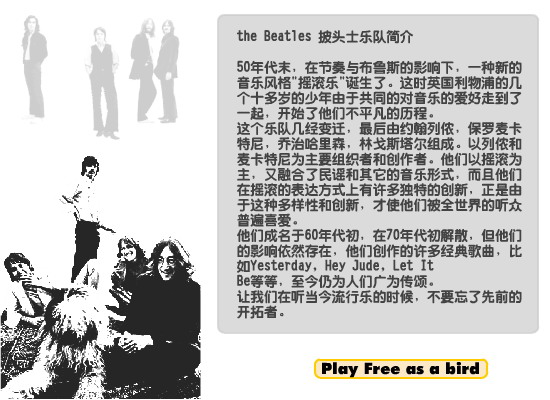 the Beatles 披头士乐队简介
50年代末，在节奏与布鲁斯的影响下，一种新的
音乐风格"摇滚乐"诞生了。这时英国利物浦的几
个十多岁的少年由于共同的对音乐的爱好走到了
一起，开始了他们不平凡的历程。
这个乐队几经变迁，最后由约翰列侬，保罗麦卡
特尼，乔治哈里森，林戈斯塔尔组成。以列侬和
麦卡特尼为主要组织者和创作者。他们以摇滚为
主，又融合了民谣和其它的音乐形式，而且他们
在摇滚的表达方式上有许多独特的创新，正是由
于这种多样性和创新，才使他们被全世界的听众
普遍喜爱。
他们成名于60年代初，在70年代初解散，但他们
的影响依然存在，他们创作的许多经典歌曲，比
如Yesterday, Hey Jude, Let It
Be等等，至今仍为人们广为传颂。
让我们在听当今流行乐的时候，不要忘了先前的
开拓者。
Play Free as a bird